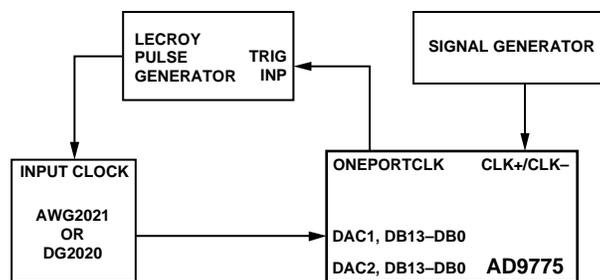 LECROY
PULSE
GENERATOR
TRIG
INP
SIGNAL GENERATOR
INPUT CLOCK
AWG2021
OR
DG2020
ONEPORTCLK CLK+/CLK–
DAC1, DB13–DB0
DAC2, DB13–DB0 AD9775